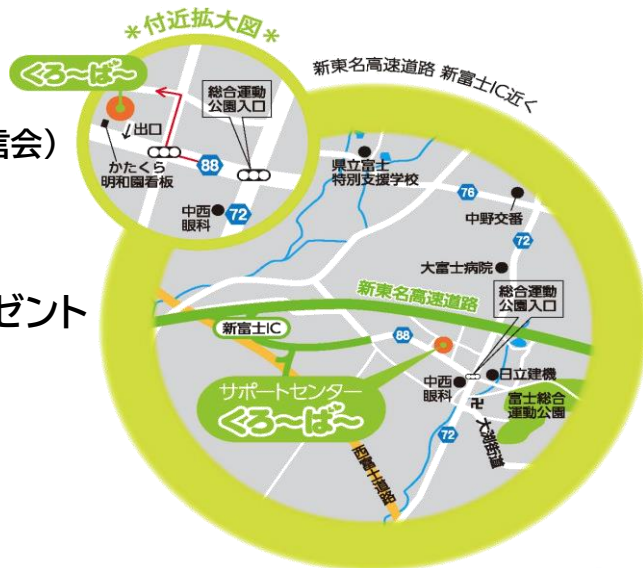 ＊付近拡大図＊
くろ〜ば〜
総合運動
公園入口
↓出口
かたくら
明和園看板
88
中西
眼科
72
信会）
ゼント
新東名高速道路 新富士IC近く
県立富士
特別支援学校
76
中野交番
72
大富士病院
新東名高速道路
総合運動
公園入口
新富士IC
88
サポートセンター
くろ〜ば〜
中西
眼科
日立建機
富士総合
運動公園
卍
大淵街道
72
西富士道路